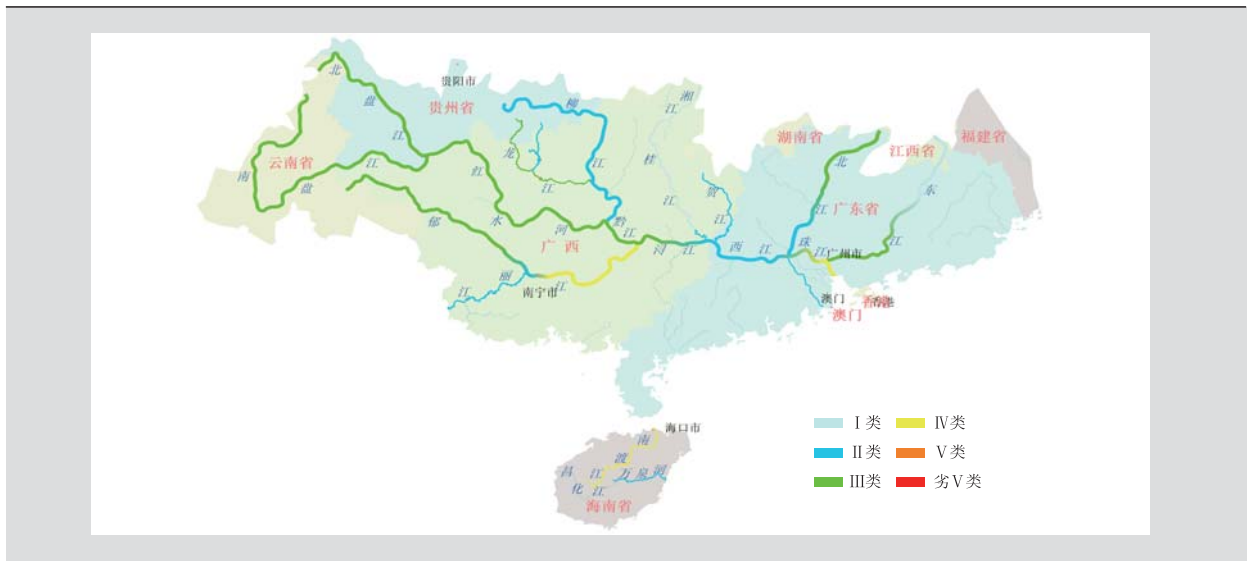 北
盘
江
贵阳市
贵州省
柳
江
湘
江
桂
江
龙
江
贺
江
湖南省
江西省
福建省
北
江
广东省
东
江
云南省
南
盘
江
红
水
河
黔
江
浔
江
西
江
珠
江
广州市
郁
江
广 西
丽
江
南宁市
澳门
澳门
香港
Ⅰ类
Ⅱ类
Ⅲ类
Ⅳ类
Ⅴ类
劣Ⅴ类
海口市
南
渡
江
万
泉
河
昌
化
江
海南省